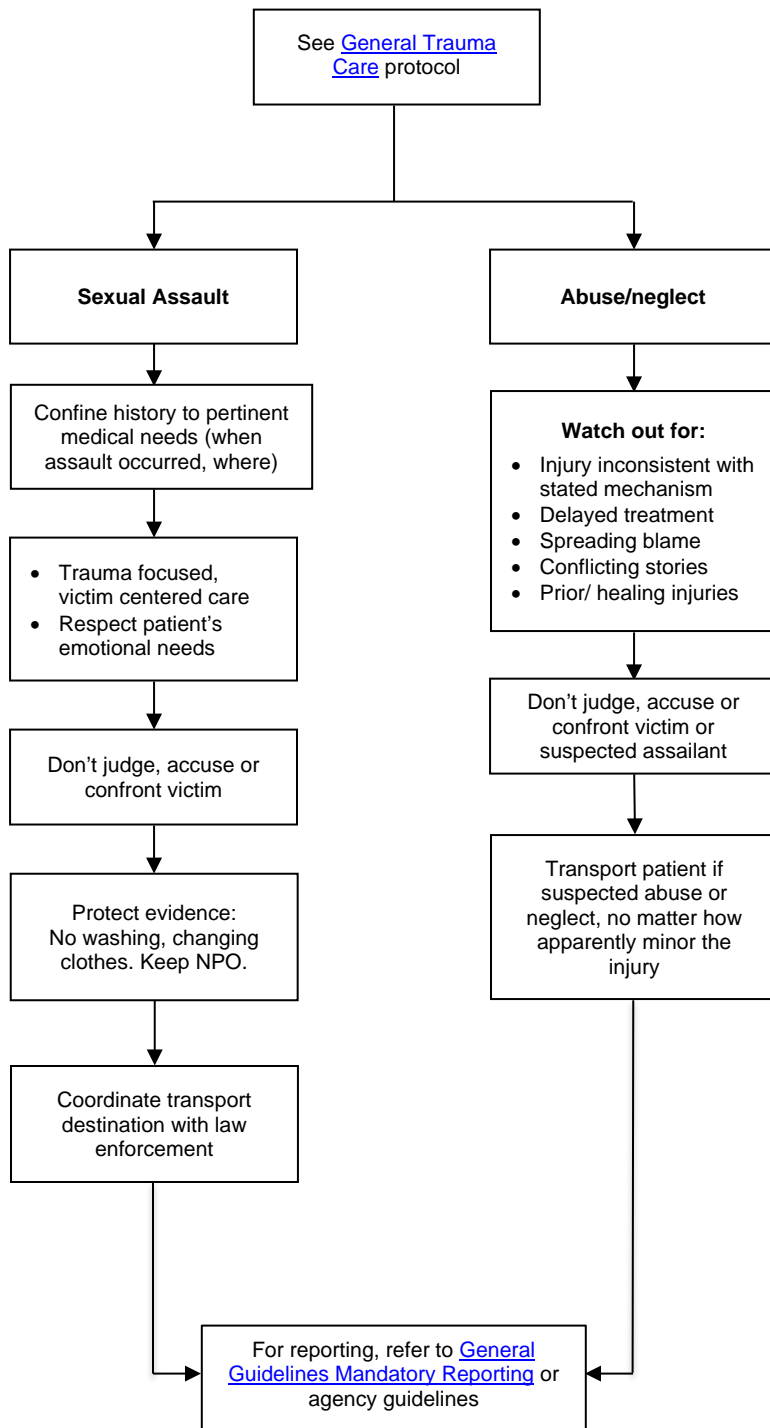 See General Trauma
Care protocol
Sexual Assault
Confine history to pertinent
medical needs (when
assault occurred, where)
• Trauma focused,
victim centered care
• Respect patient's
emotional needs
Don't judge, accuse or
confront victim
Protect evidence:
No washing, changing
clothes. Keep NPO.
Coordinate transport
destination with law
enforcement
Abuse/neglect
Watch out for:
• Injury inconsistent with
stated mechanism
• Delayed treatment
• Spreading blame
• Conflicting stories
• Prior/ healing injuries
Don't judge, accuse or
confront victim or
suspected assailant
Transport patient if
suspected abuse or
neglect, no matter how
apparently minor the
injury
For reporting, refer to General
Guidelines Mandatory Reporting or
agency guidelines